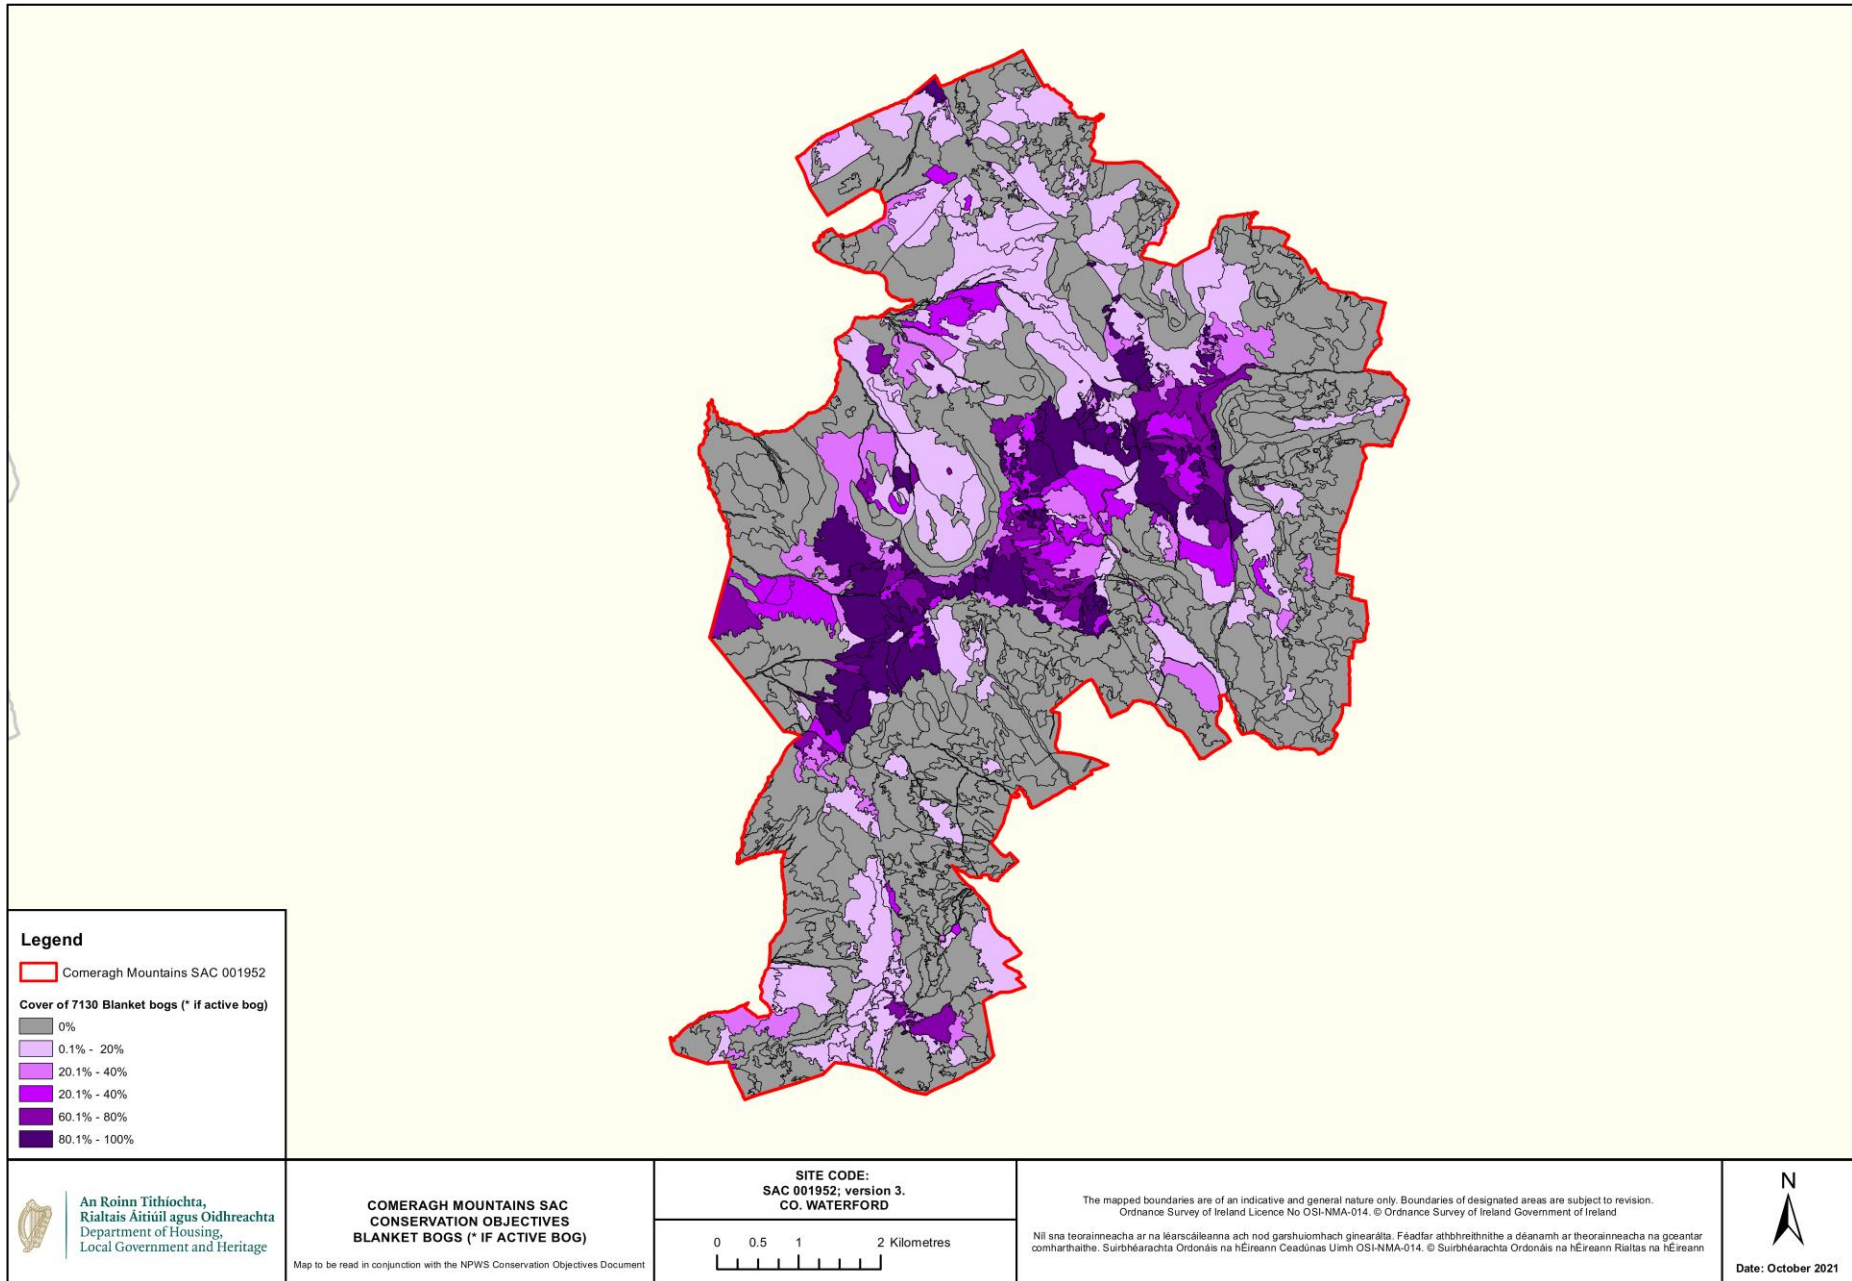 Legend
Comeragh Mountains SAC 001952
Cover of 7130 Blanket bogs (* if active bog)
0%
0.1% - 20%
20.1% - 40%
20.1% - 40%
60.1% - 80%
80.1% - 100%
An Roinn Tithíochta,
Rialtais Áitiúil agus Oidhreachta
Department of Housing,
Local Government and Heritage
COMERAGH MOUNTAINS SAC
CONSERVATION OBJECTIVES
BLANKET BOGS (* IF ACTIVE BOG)
Map to be read in conjunction with the NPWS Conservation Objectives Document
SITE CODE:
SAC 001952; version 3.
CO. WATERFORD
0 0.5 1 2 Kilometres
The mapped boundaries are of an indicative and general nature only. Boundaries of designated areas are subject to revision.
Ordnance Survey of Ireland Licence No OSI-NMA-014. © Ordnance Survey of Ireland Government of Ireland
Níl sna teorainneacha ar na léarscáileanna ach nod garshuiomhach ginearálta. Féadfar athbhreithnithe a déanamh ar theorainneacha na gceantar
comharthaithe. Suirbhéarachta Ordonáis na hÉireann Ceadúnas Uimh OSI-NMA-014. © Suirbhéarachta Ordonáis na hÉireann Rialtas na hÉireann
N
Date: October 2021